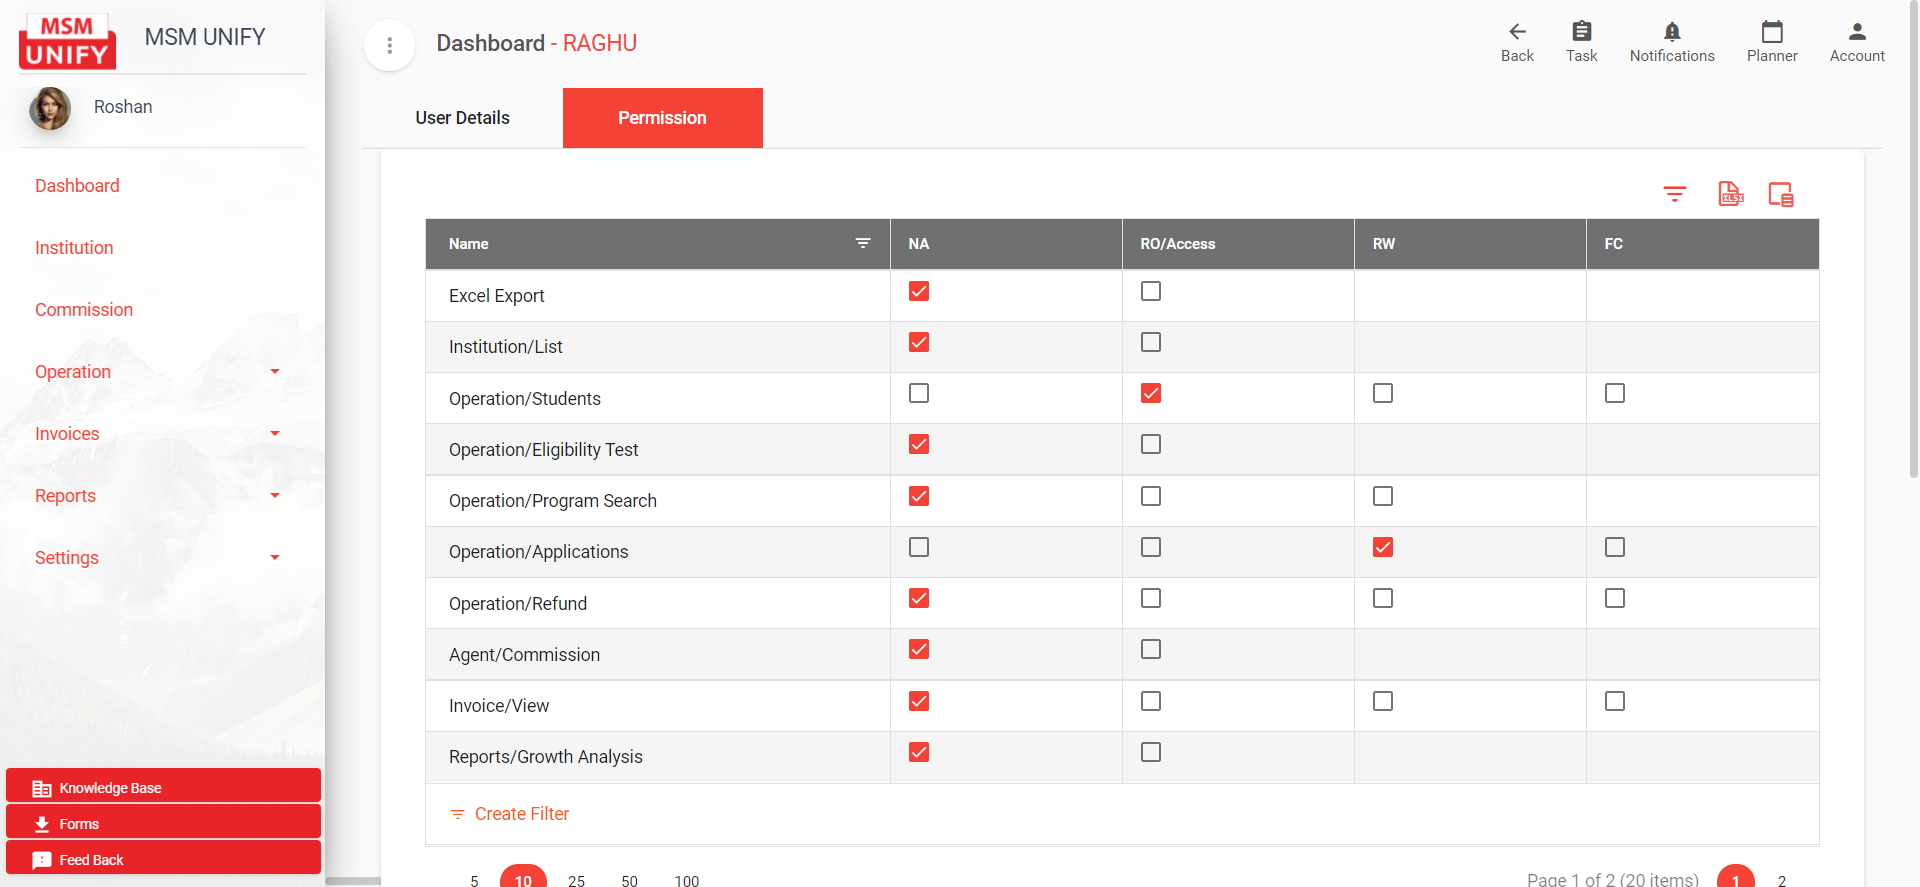 MSM
UNIFY
MSM UNIFY
Roshan
Dashboard
Institution
Commission
Operation
Invoices
Reports
Settings
Knowledge Base
Forms
Feed Back
Dashboard - RAGHU
Back
Task
Notifications
Planner
Account
User Details
Permission
XLSX
Name NA RO/Access RW FC
Excel Export
Institution/List
Operation/Students
Operation/Eligibility Test
Operation/Program Search
Operation/Applications
Operation/Refund
Agent/Commission
Invoice/View
Reports/Growth Analysis
Create Filter
5 10 25 50 100
Page 1 of 2 (20 items) 1 2